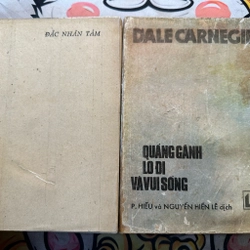 ĐẮC NHÂN TÂM
DALE CARNEGIE
QUẲNG GÁNH
LO ĐI
VÀ VUI SỐNG
P. HIẾU và NGUYỄN HIẾN LÊ dịch